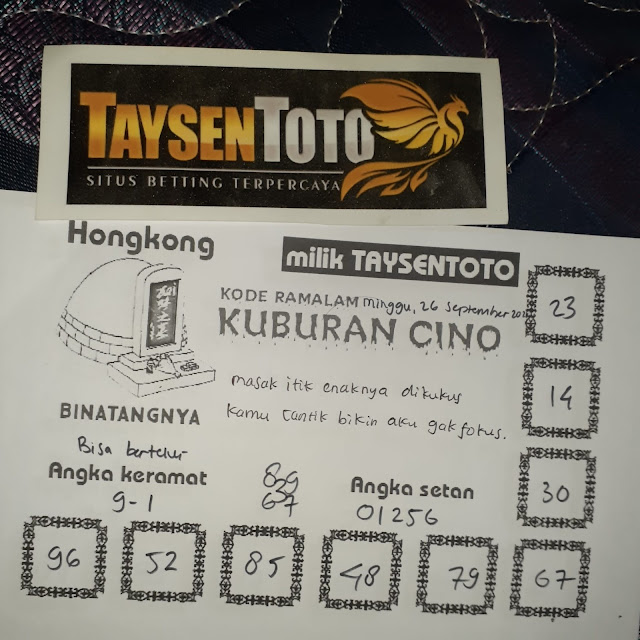 TAYSENTOTO
SITUS BETTING TERPERCAYA
Hongkong
milik TAYSENTOTO
KODE RAMALAM Minggu, 26 September 202
KUBURAN CINO
masak itik enaknya dikukus
kamu cantik bikin aku gak fokus.
BINATANGNYA
Bisa bertelur
Angka keramat
9-1
839
67
Angka setan
01256
23
14
30
96
52
85
48
79
67